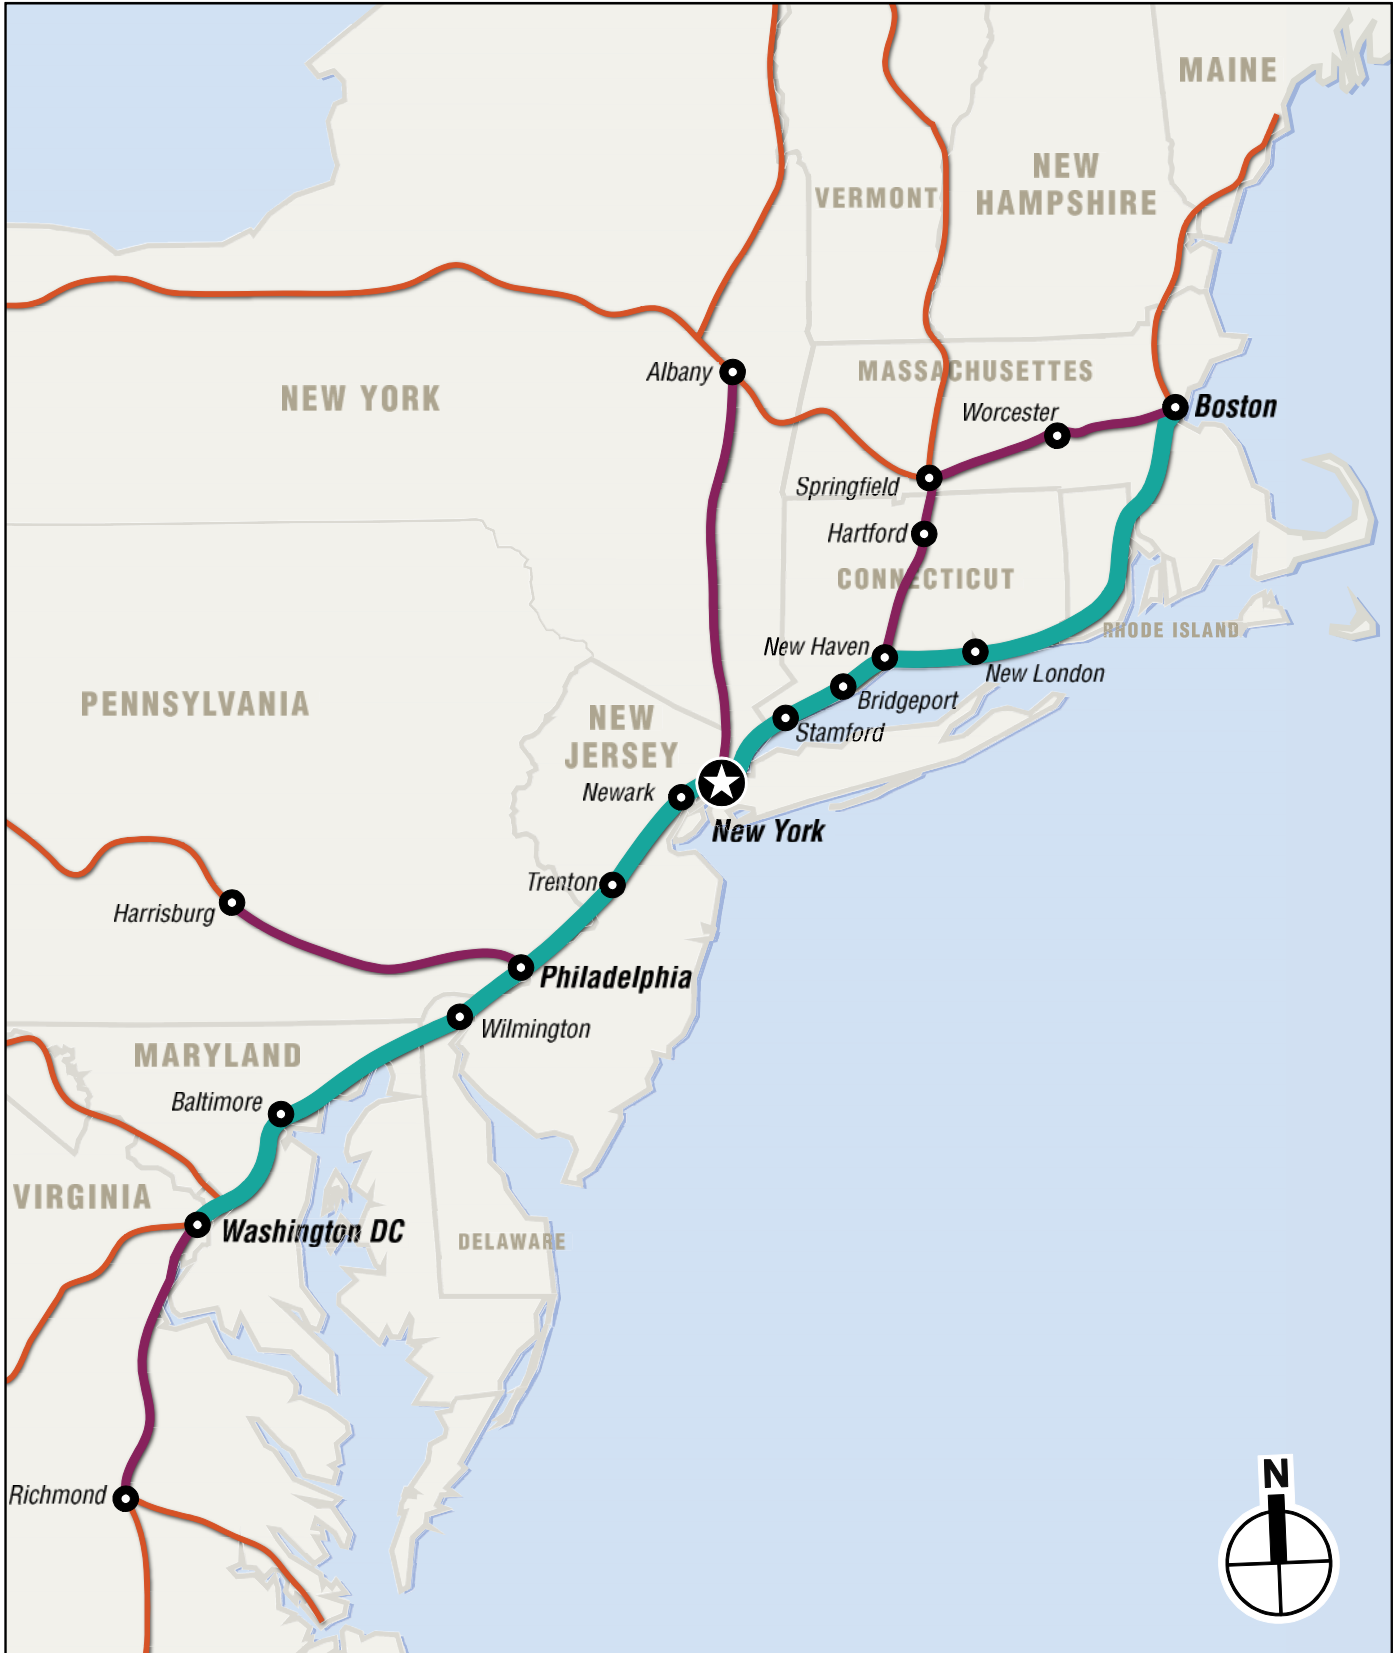 MAINE
NEW
HAMPSHIRE
VERMONT
Albany
MASSACHUSETTS
NEW YORK
Worcester
Boston
Springfield
Hartford
CONNECTICUT
RHODE ISLAND
New Haven
New London
Bridgeport
PENNSYLVANIA
NEW
JERSEY
Stamford
Newark
New York
Trenton
Harrisburg
Philadelphia
Wilmington
MARYLAND
Baltimore
VIRGINIA
Washington DC
DELAWARE
N
Richmond